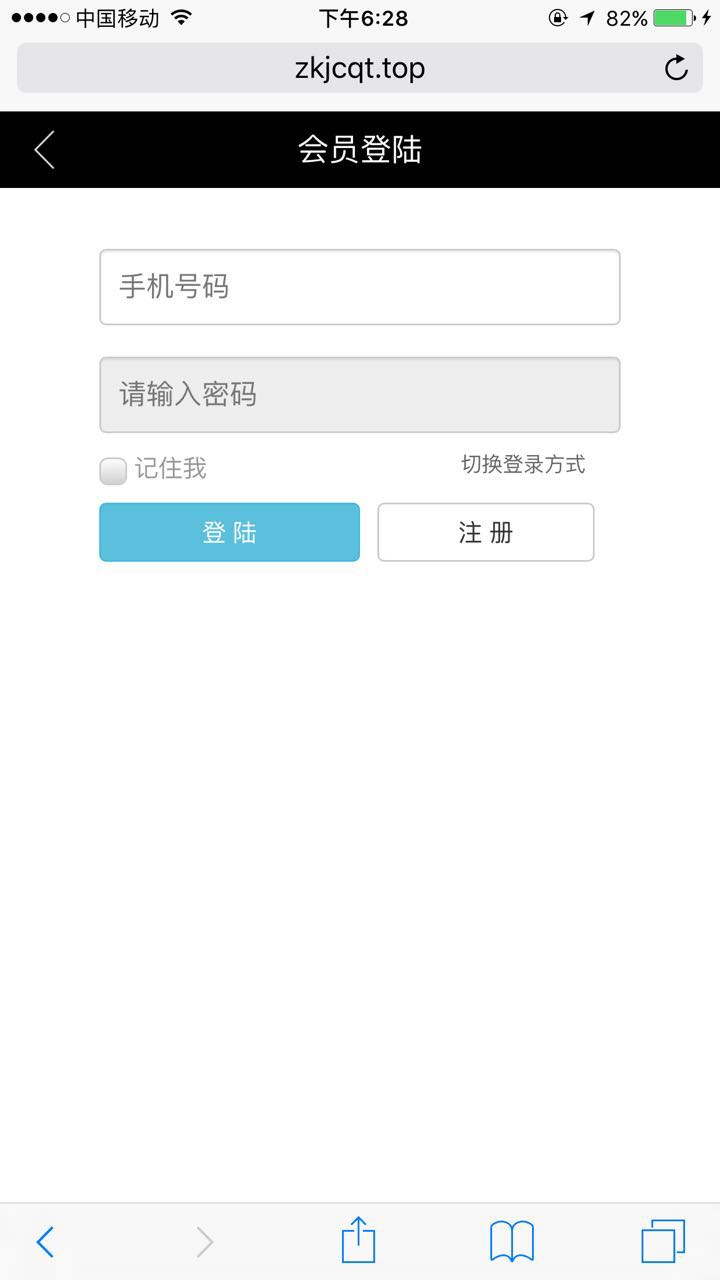 中国移动 下午6:28 82%
zkjcqt.top
会员登陆
手机号码
请输入密码
记住我 切换登录方式
登 陆 注 册